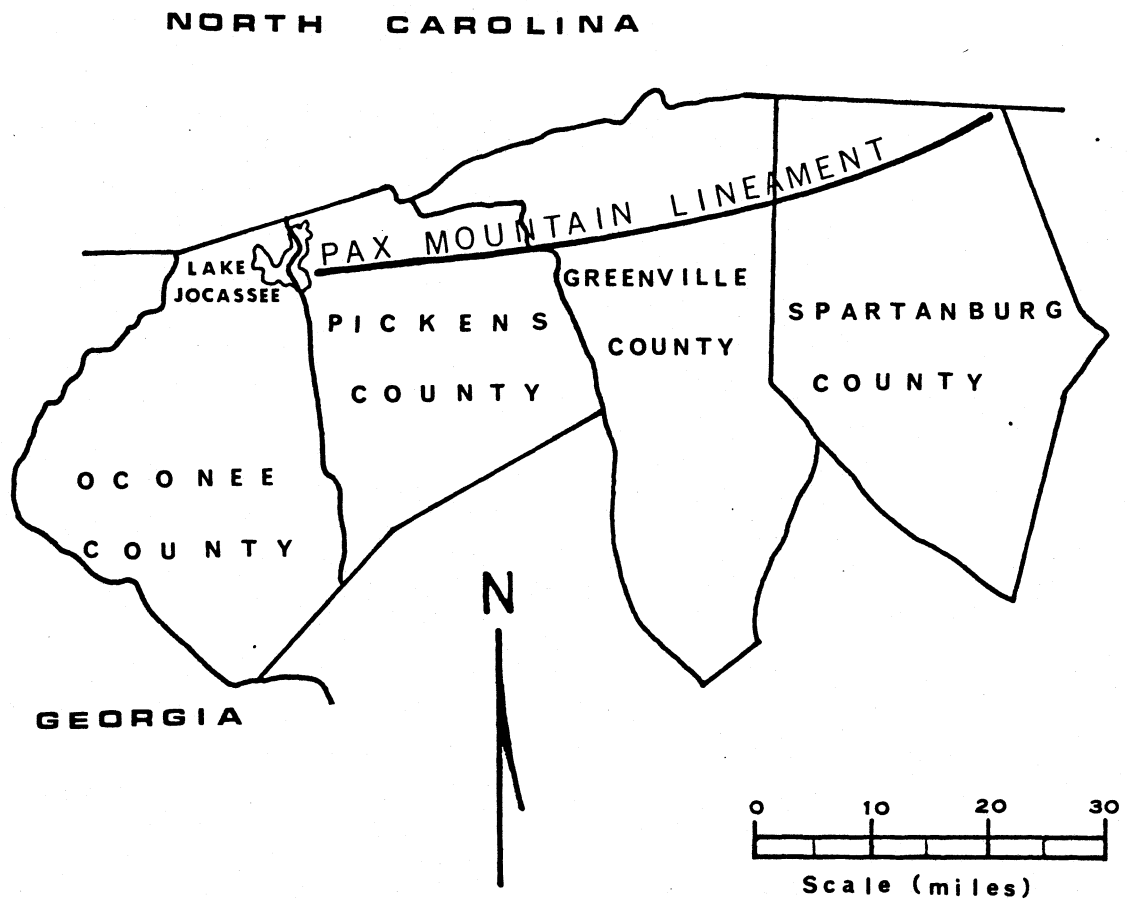 NORTH CAROLINA
PAX MOUNTAIN LINEAMENT
LAKE
JOCASSEE
GREENVILLE
COUNTY
PICKENS
COUNTY
SPARTANBURG
COUNTY
OCONEE
COUNTY
N
GEORGIA
0 10 20 30
Scale (miles)